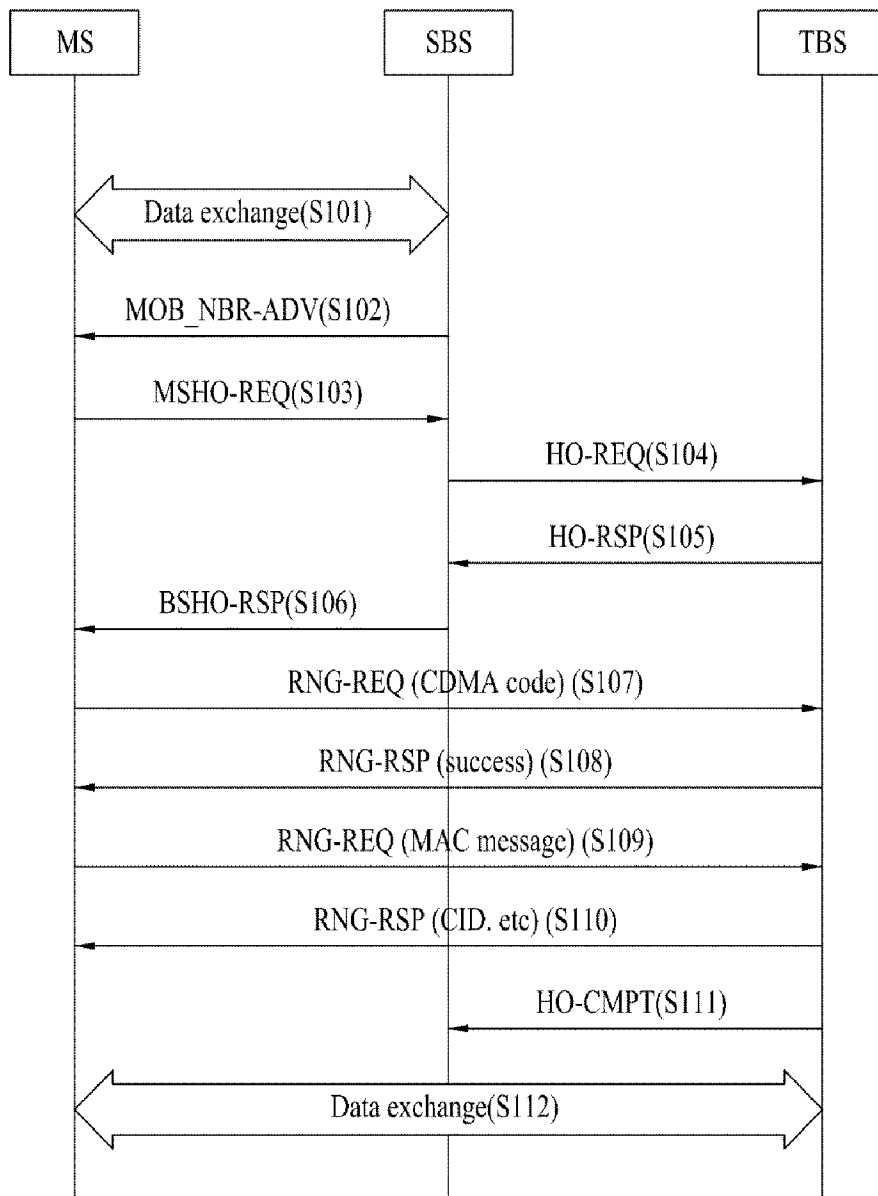 MS
SBS
TBS
Data exchange(S101)
MOB_NBR-ADV(S102)
MSHO-REQ(S103)
HO-REQ(S104)
HO-RSP(S105)
BSHO-RSP(S106)
RNG-REQ (CDMA code) (S107)
RNG-RSP (success) (S108)
RNG-REQ (MAC message) (S109)
RNG-RSP (CID. etc) (S110)
HO-CMPT(S111)
Data exchange(S112)